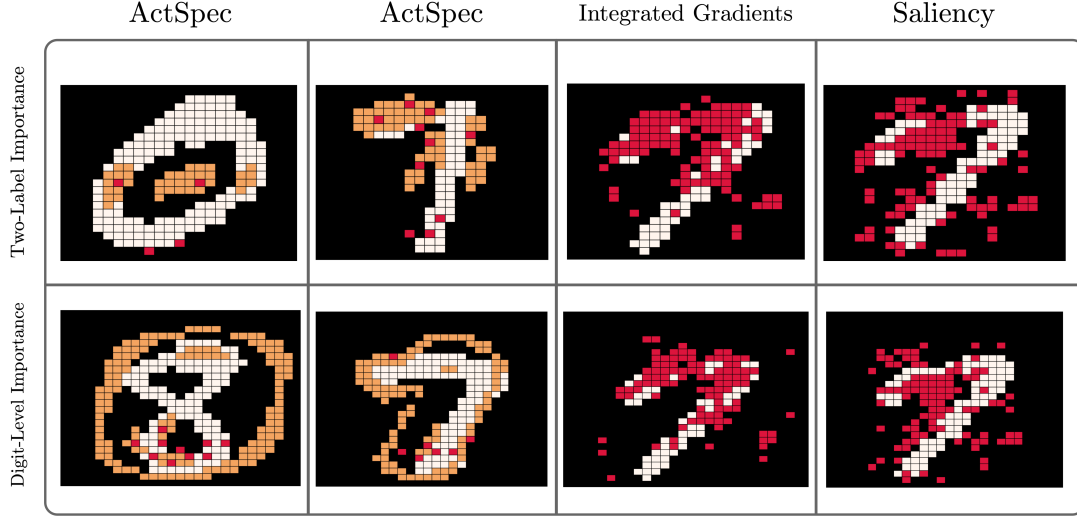 ActSpec
ActSpec
Integrated Gradients
Saliency
Two-Label Importance
Digit-Level Importance